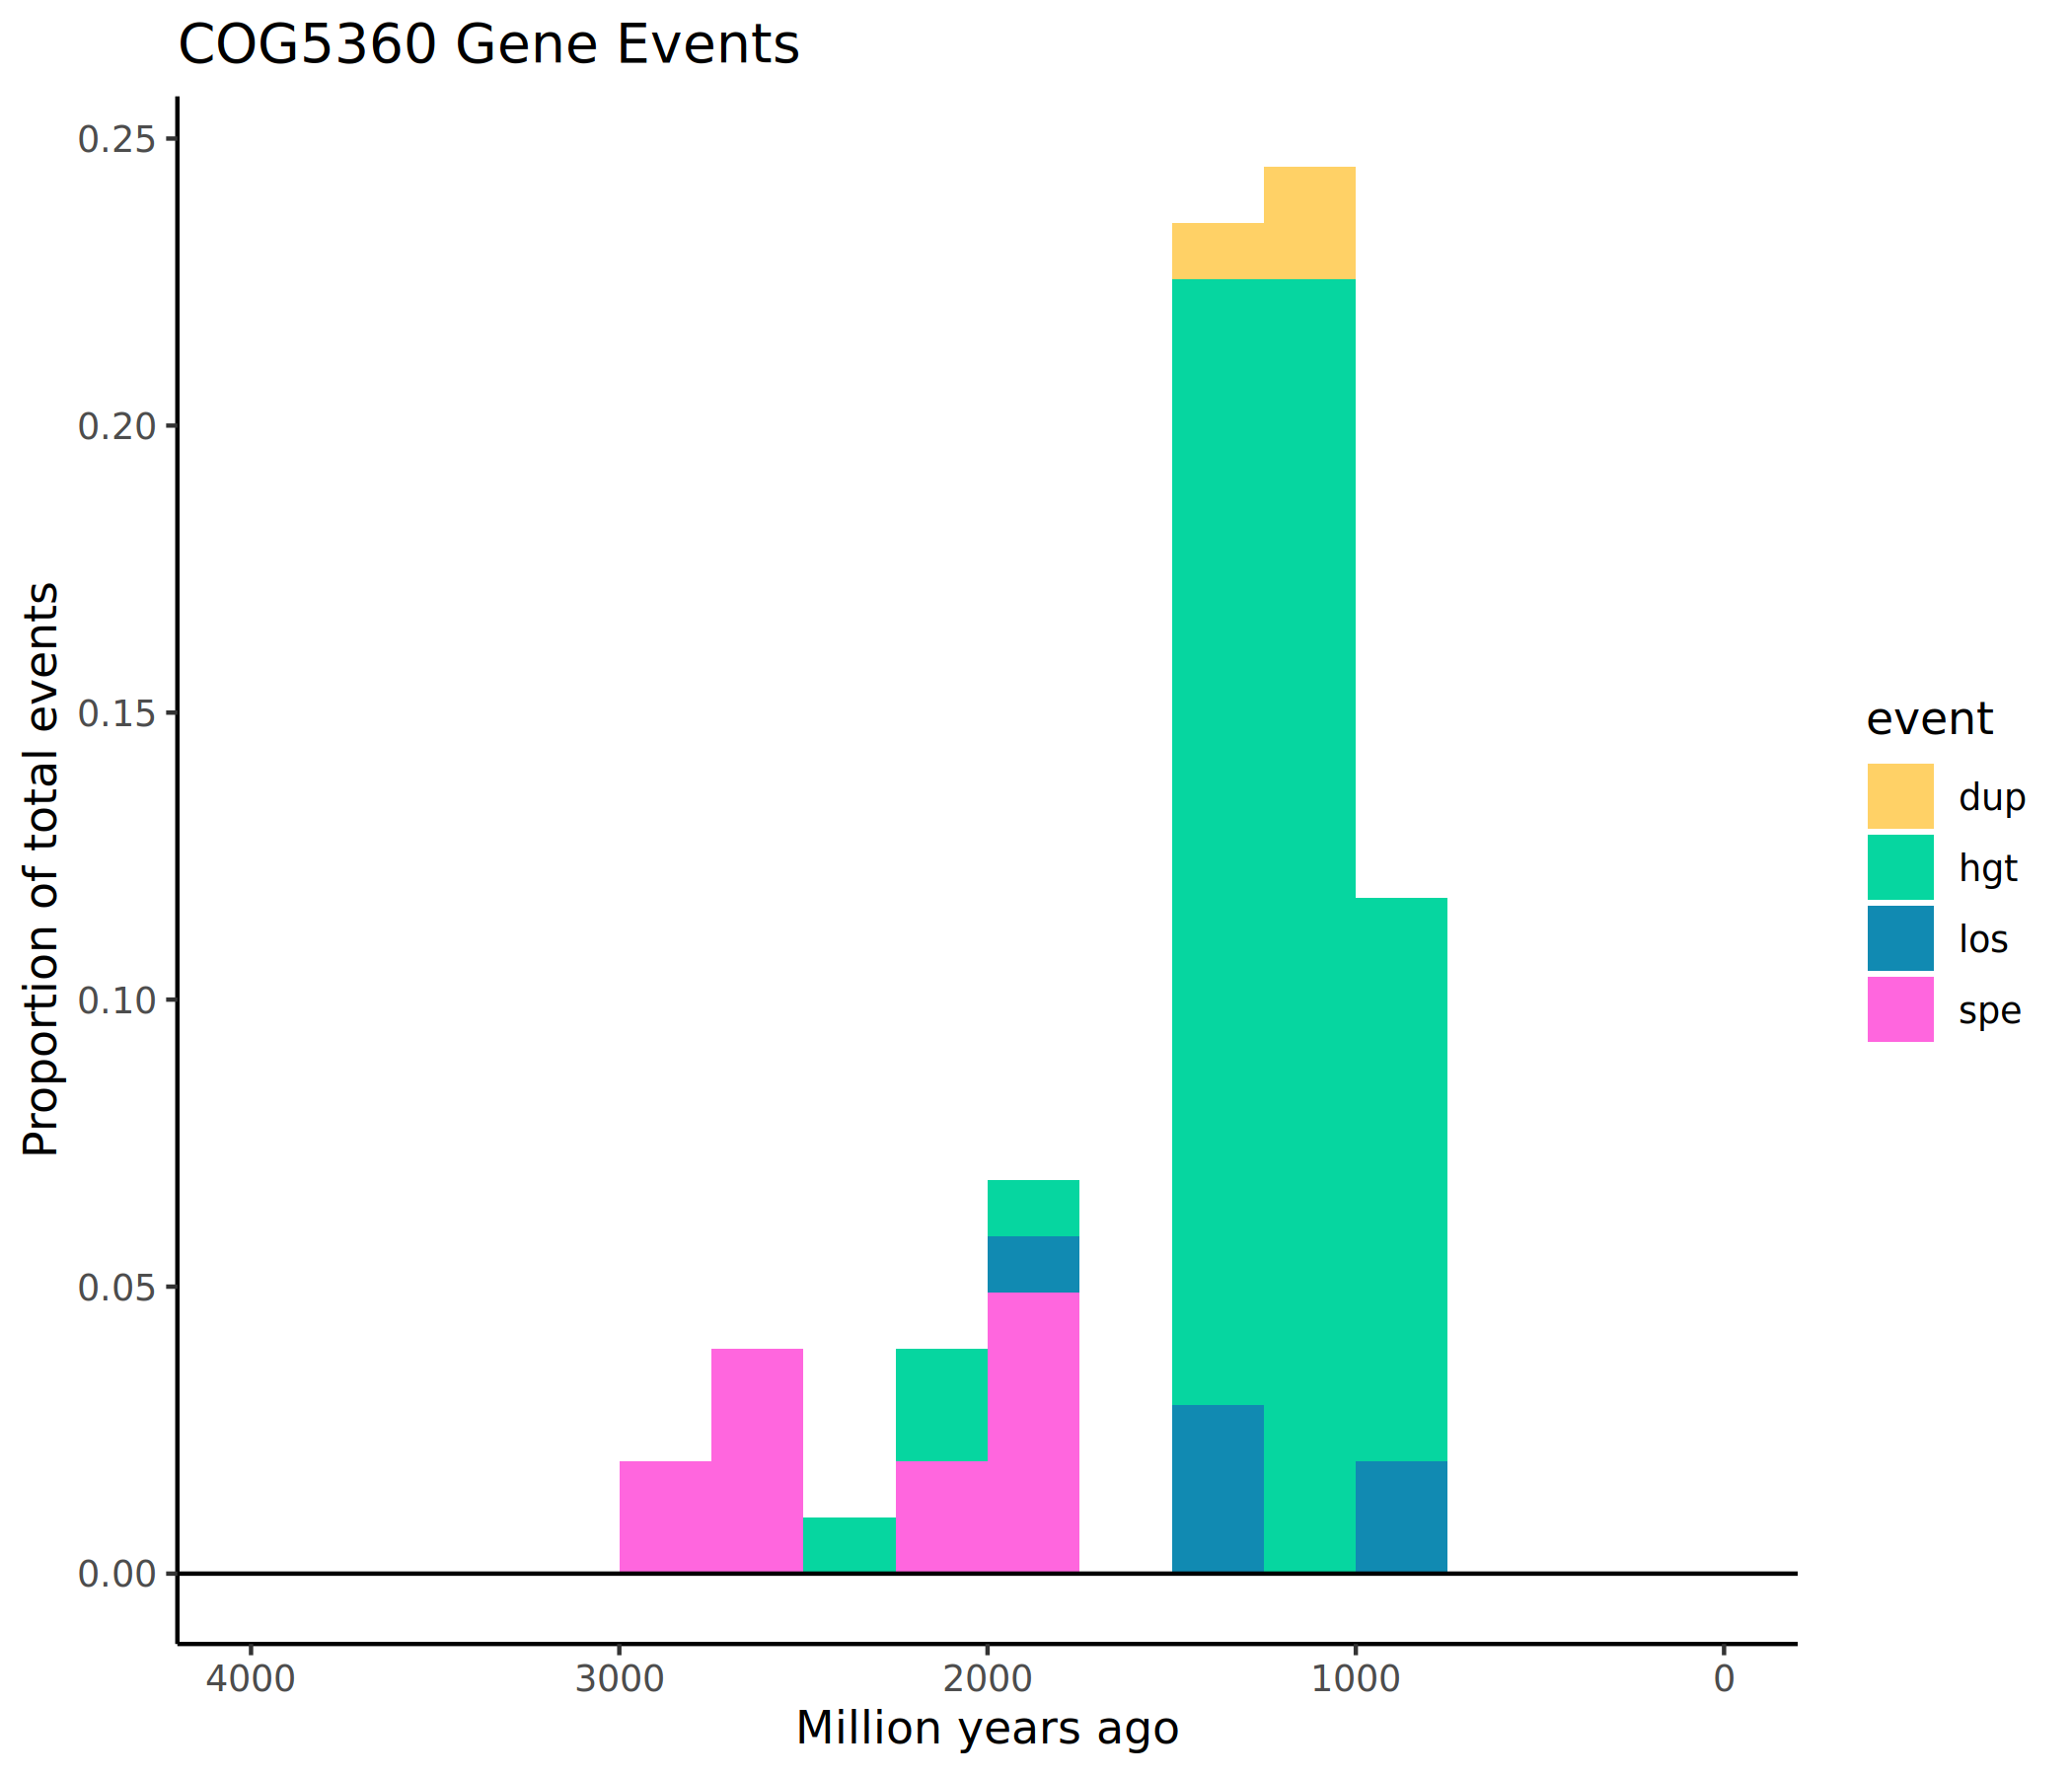 COG5360 Gene Events
Proportion of total events
0.25
0.20
0.15
0.10
0.05
0.00
4000 3000 2000 1000 0
Million years ago
event
dup
hgt
los
spe